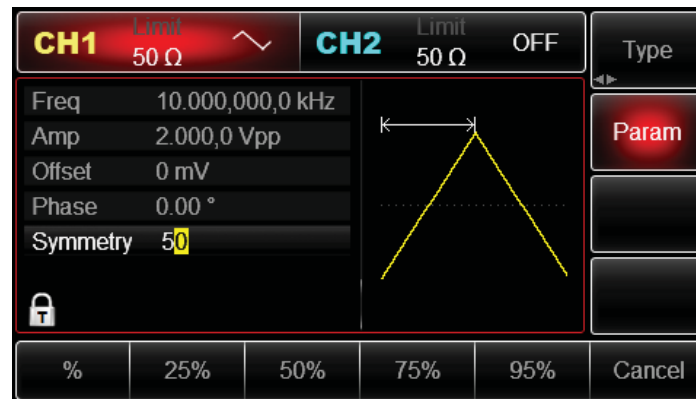 CH1 Limit 50 Ω CH2 Limit 50 Ω OFF
Type
Freq 10.000,000,0 kHz
Amp 2.000,0 Vpp
Param
Offset 0 mV
Phase 0.00 °
Symmetry 50
T
% 25% 50% 75% 95% Cancel